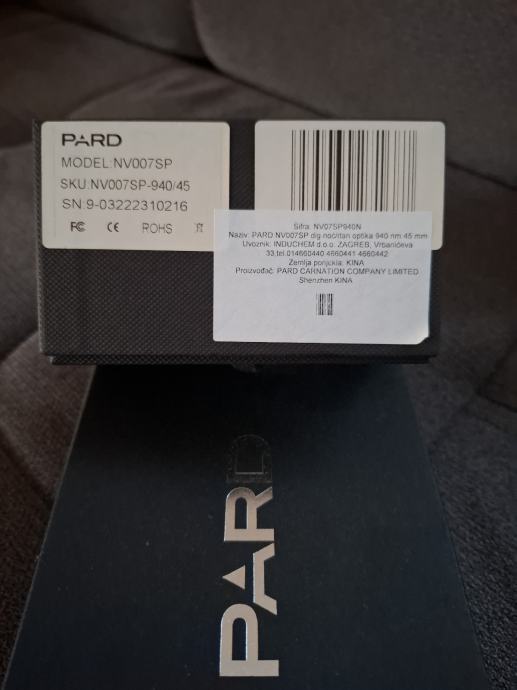 PARD
MODEL:NV007SP
SKU:NV007SP-940/45
SN:9-03222310216
FC CE ROHS
Šifra: NV07SP940N
Naziv: PARD NV007SP dig noćitan optika 940 nm 45 mm
Uvoznik: INDUCHEM d.o.o. ZAGREB, Vrbanićeva
33,tel.014660440 4660441 4660442
Zemlja porijekla: KINA
Proizvođač: PARD CARNATION COMPANY LIMITED
Shenzhen KINA
PARD